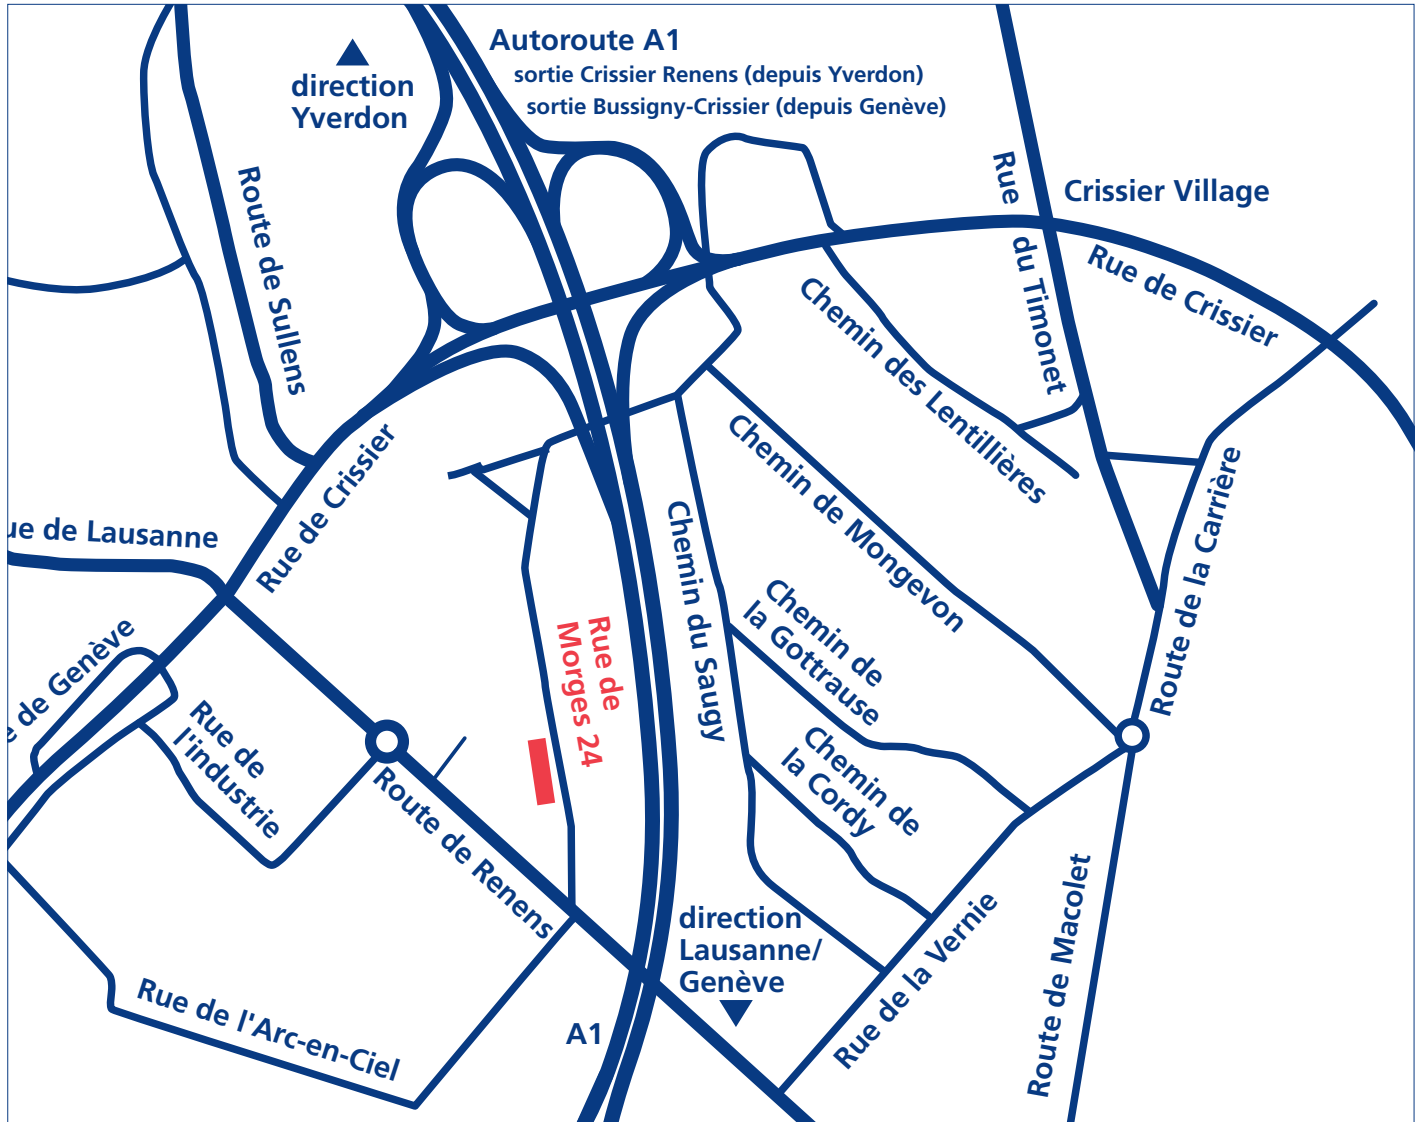 Autoroute A1
sortie Crissier Renens (depuis Yverdon)
sortie Bussigny-Crissier (depuis Genève)
direction
Yverdon
Route de Sullens
Rue du Timonet
Crissier Village
Rue de Crissier
Chemin des Lentillières
Chemin de Mongevon
Rue de Crissier
ue de Lausanne
Route de la Carrière
Chemin du Saugy
Chemin de
la Gottrause
Rue de
Morges 24
e de Genève
Rue de
l'industrie
Chemin de
la Cordy
Route de Renens
direction
Lausanne/
Genève
Rue de la Vernie
Route de Macolet
Rue de l'Arc-en-Ciel
A1